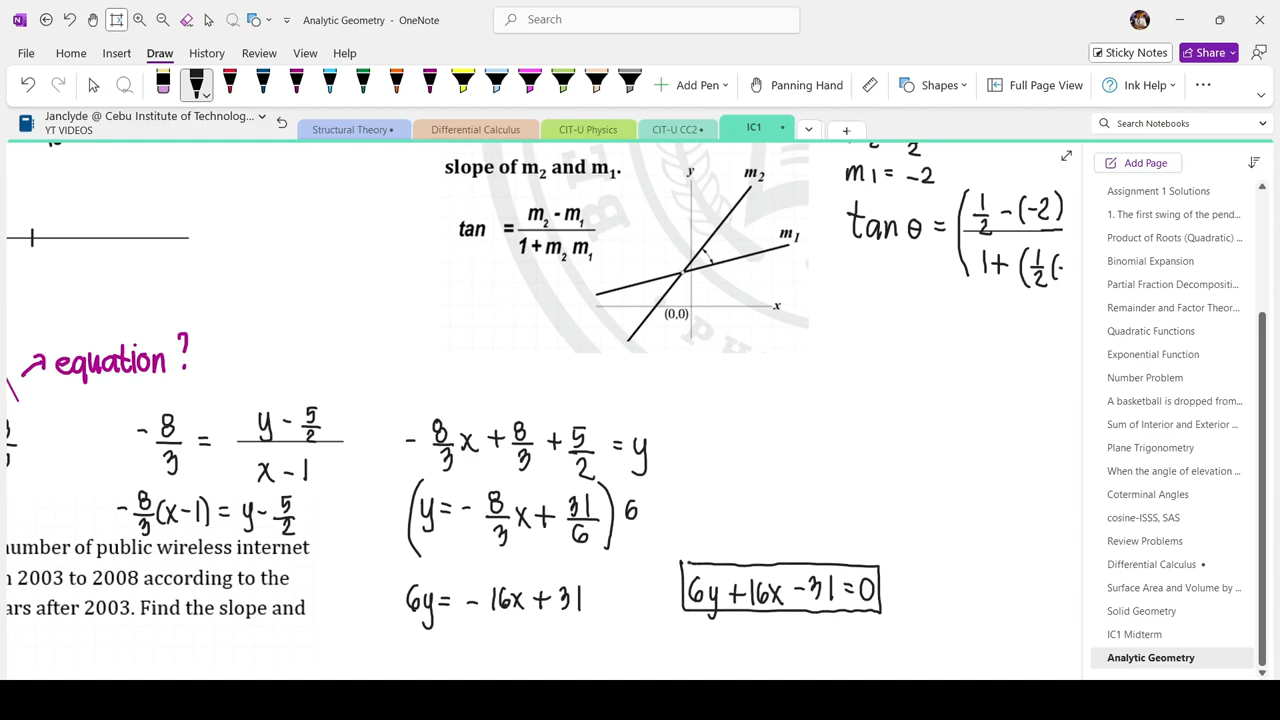 Analytic Geometry - OneNote
Search
File Home Insert Draw History Review View Help
Sticky Notes
Share
Add Pen
Panning Hand
Shapes
Full Page View
Ink Help
Janclyde @ Cebu Institute of Technolog...
YT VIDEOS
Structural Theory
Differential Calculus
CIT-U Physics
CIT-U CC2
IC1
Search Notebooks
Add Page
Assignment 1 Solutions
1. The first swing of the pend...
Product of Roots (Quadratic) ...
Binomial Expansion
Partial Fraction Decompositi...
Remainder and Factor Theor...
Quadratic Functions
Exponential Function
Number Problem
A basketball is dropped from...
Sum of Interior and Exterior ...
Plane Trigonometry
When the angle of elevation ...
Coterminal Angles
cosine-ISSS, SAS
Review Problems
Differential Calculus
Surface Area and Volume by ...
Solid Geometry
IC1 Midterm
Analytic Geometry
slope of m₂ and m₁.
tan = (m₂ - m₁)/(1 + m₂ m₁)
y
m₂
m₁
x
(0,0)
m1 = -2
tan θ = (1/2 - (-2)
1 + (1/2(-
→ equation?
-8/3 = (y - 5/2)/(x - 1)
-8/3(x-1) = y - 5/2
-8/3x + 8/3 + 5/2 = y
(y = -8/3x + 31/6) 6
6y = -16x + 31
6y + 16x - 31 = 0
number of public wireless internet
2003 to 2008 according to the
ars after 2003. Find the slope and